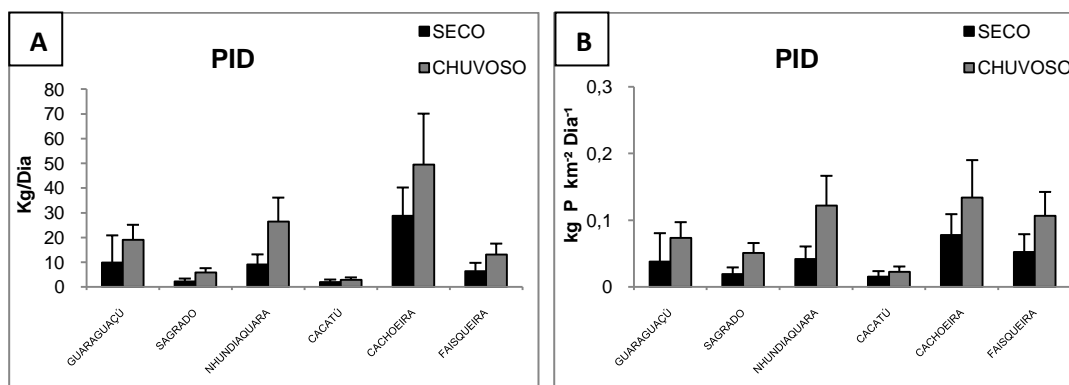 A
PID
SECO
CHUVOSO
Kg/Dia
80
70
60
50
40
30
20
10
0
GUARAGUAÇÚ
SAGRADO
NHUNDIAQUARA
CACATÚ
CACHOEIRA
FAISQUEIRA
B
PID
SECO
CHUVOSO
kg P km⁻² Dia⁻¹
0,3
0,2
0,1
0
GUARAGUAÇÚ
SAGRADO
NHUNDIAQUARA
CACATÚ
CACHOEIRA
FAISQUEIRA